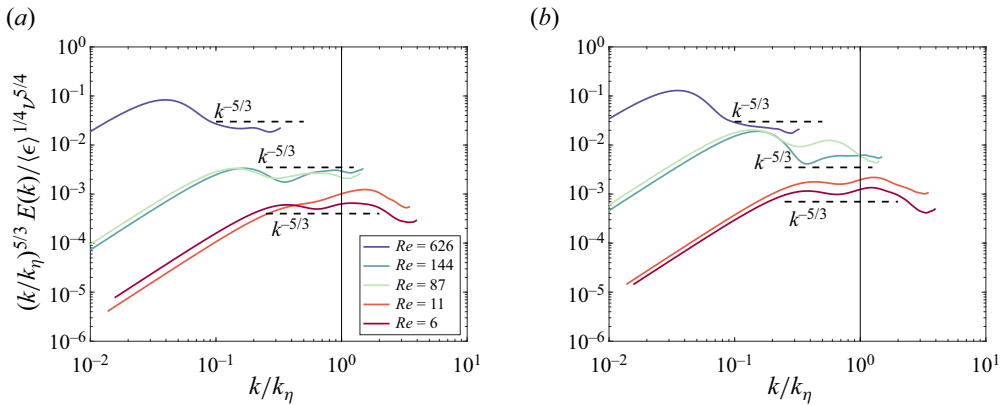 (a)
10^0
10^-1
10^-2
10^-3
10^-4
10^-5
10^-6
(k/k_η)^5/3 E(k)/⟨ϵ⟩^1/4 ν^5/4
k^-5/3
k^-5/3
k^-5/3
Re = 626
Re = 144
Re = 87
Re = 11
Re = 6
10^-2
10^-1
10^0
10^1
k/k_η
(b)
10^0
10^-1
10^-2
10^-3
10^-4
10^-5
10^-6
k^-5/3
k^-5/3
k^-5/3
10^-2
10^-1
10^0
10^1
k/k_η